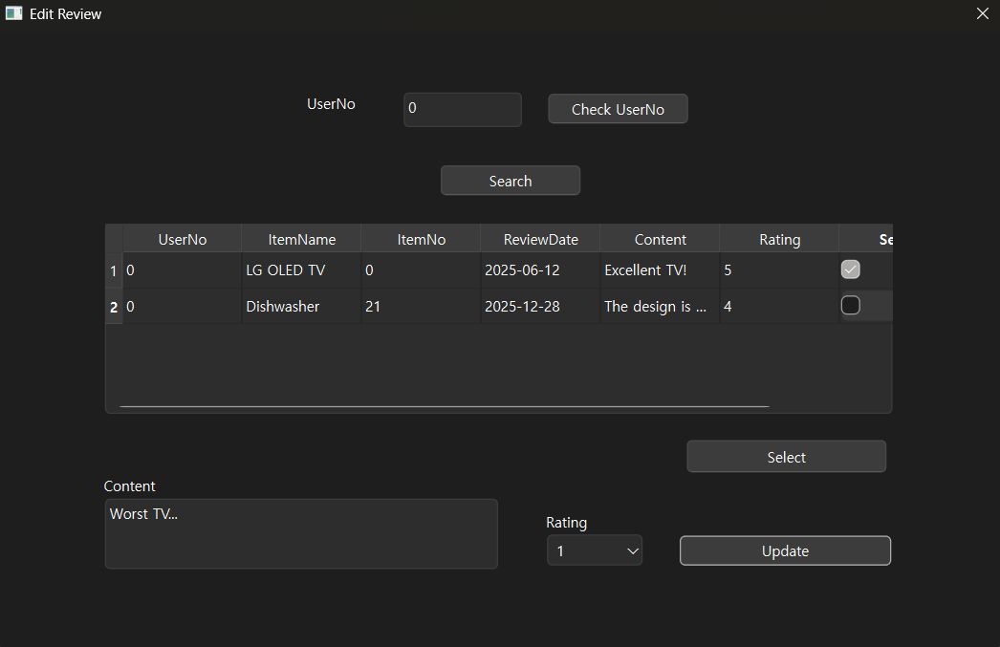 Edit Review
UserNo 0 Check UserNo
Search
UserNo ItemName ItemNo ReviewDate Content Rating Se
1 0 LG OLED TV 0 2025-06-12 Excellent TV! 5
2 0 Dishwasher 21 2025-12-28 The design is ... 4
Select
Content
Worst TV...
Rating
1
Update